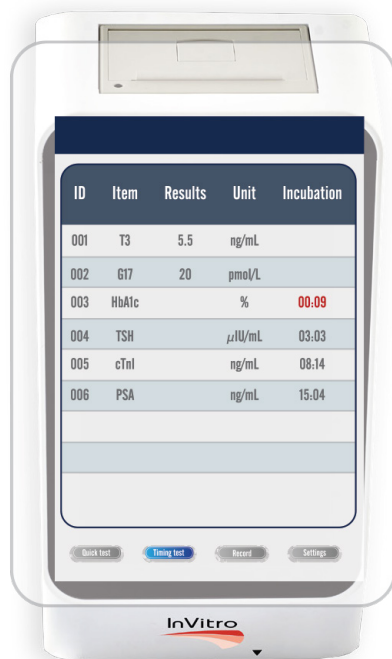 ID Item Results Unit Incubation
001 T3 5.5 ng/mL
002 G17 20 pmol/L
003 HbA1c % 00:09
004 TSH μIU/mL 03:03
005 cTnI ng/mL 08:14
006 PSA ng/mL 15:04
Quick test Timing test Record Settings
InVitro